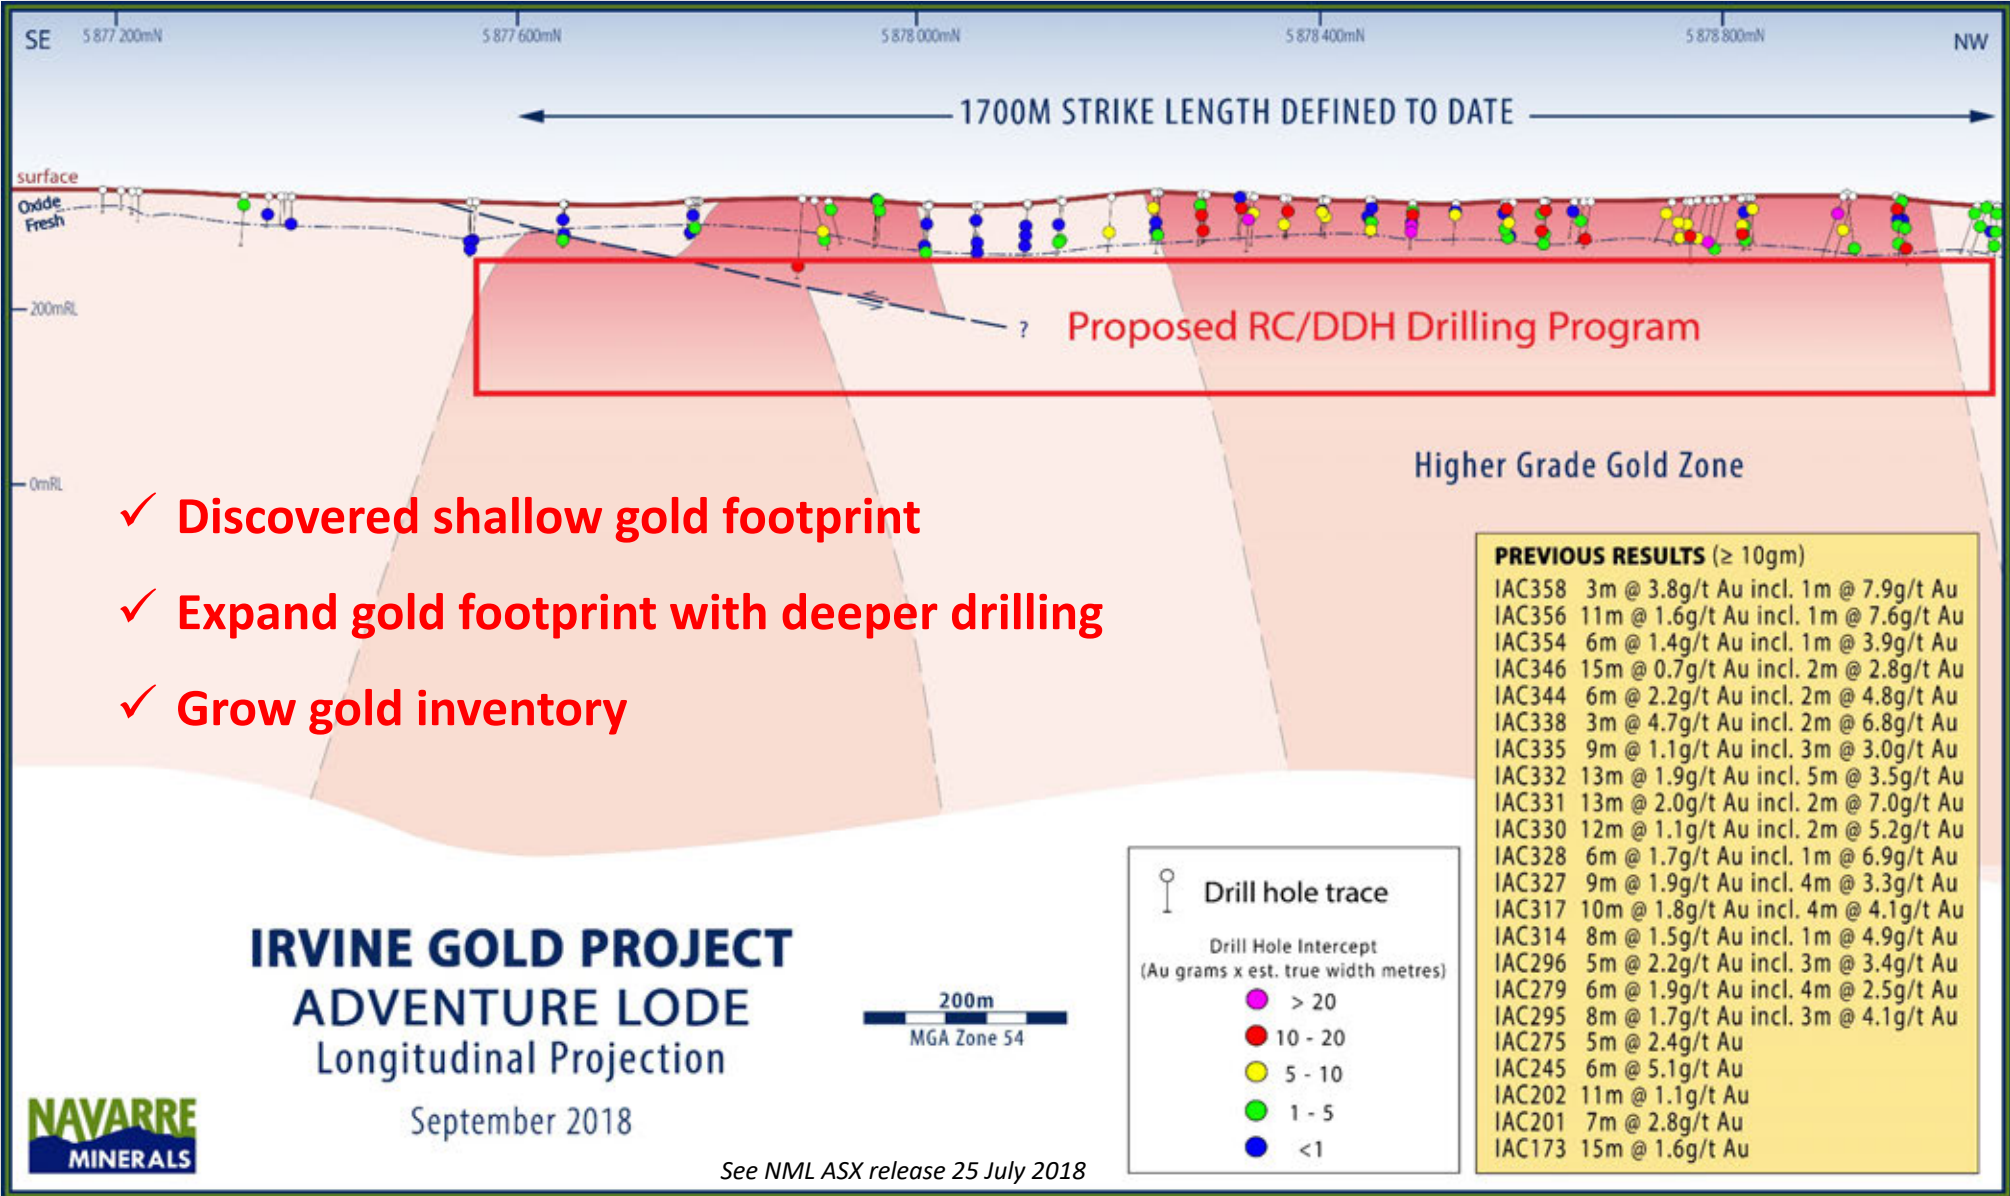 SE
5 877 200mN
5 877 600mN
5 878 000mN
5 878 400mN
5 878 800mN
NW
1700M STRIKE LENGTH DEFINED TO DATE
surface
Oxide
Fresh
200mRL
?
Proposed RC/DDH Drilling Program
Higher Grade Gold Zone
0mRL
✓ Discovered shallow gold footprint
✓ Expand gold footprint with deeper drilling
✓ Grow gold inventory
PREVIOUS RESULTS (≥ 10gm)
IAC358 3m @ 3.8g/t Au incl. 1m @ 7.9g/t Au
IAC356 11m @ 1.6g/t Au incl. 1m @ 7.6g/t Au
IAC354 6m @ 1.4g/t Au incl. 1m @ 3.9g/t Au
IAC346 15m @ 0.7g/t Au incl. 2m @ 2.8g/t Au
IAC344 6m @ 2.2g/t Au incl. 2m @ 4.8g/t Au
IAC338 3m @ 4.7g/t Au incl. 2m @ 6.8g/t Au
IAC335 9m @ 1.1g/t Au incl. 3m @ 3.0g/t Au
IAC332 13m @ 1.9g/t Au incl. 5m @ 3.5g/t Au
IAC331 13m @ 2.0g/t Au incl. 2m @ 7.0g/t Au
IAC330 12m @ 1.1g/t Au incl. 2m @ 5.2g/t Au
IAC328 6m @ 1.7g/t Au incl. 1m @ 6.9g/t Au
IAC327 9m @ 1.9g/t Au incl. 4m @ 3.3g/t Au
IAC317 10m @ 1.8g/t Au incl. 4m @ 4.1g/t Au
IAC314 8m @ 1.5g/t Au incl. 1m @ 4.9g/t Au
IAC296 5m @ 2.2g/t Au incl. 3m @ 3.4g/t Au
IAC279 6m @ 1.9g/t Au incl. 4m @ 2.5g/t Au
IAC295 8m @ 1.7g/t Au incl. 3m @ 4.1g/t Au
IAC275 5m @ 2.4g/t Au
IAC245 6m @ 5.1g/t Au
IAC202 11m @ 1.1g/t Au
IAC201 7m @ 2.8g/t Au
IAC173 15m @ 1.6g/t Au
Drill hole trace
Drill Hole Intercept
(Au grams x est. true width metres)
> 20
10 - 20
5 - 10
1 - 5
<1
IRVINE GOLD PROJECT
ADVENTURE LODE
Longitudinal Projection
September 2018
200m
MGA Zone 54
NAVARRE
MINERALS
See NML ASX release 25 July 2018